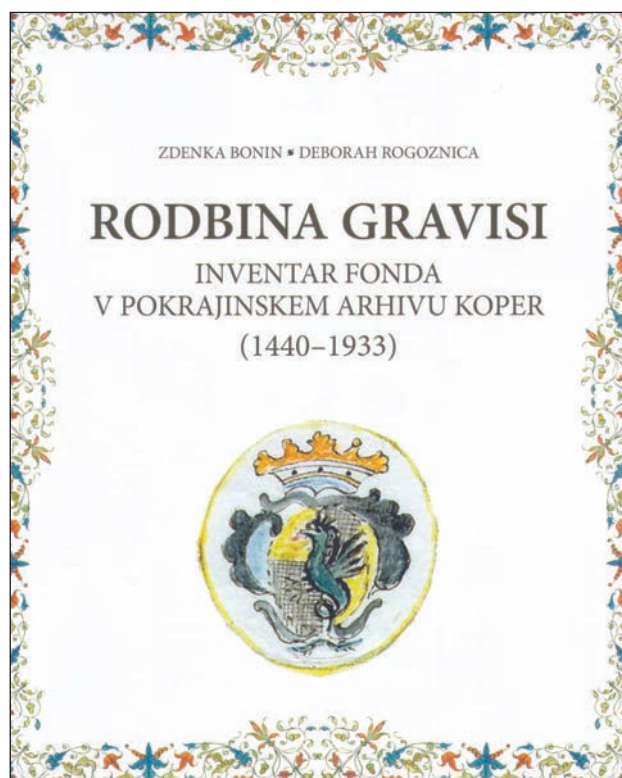 ZDENKA BONIN ▪ DEBORAH ROGOZNICA
RODBINA GRAVISI
INVENTAR FONDA
V POKRAJINSKEM ARHIVU KOPER
(1440–1933)